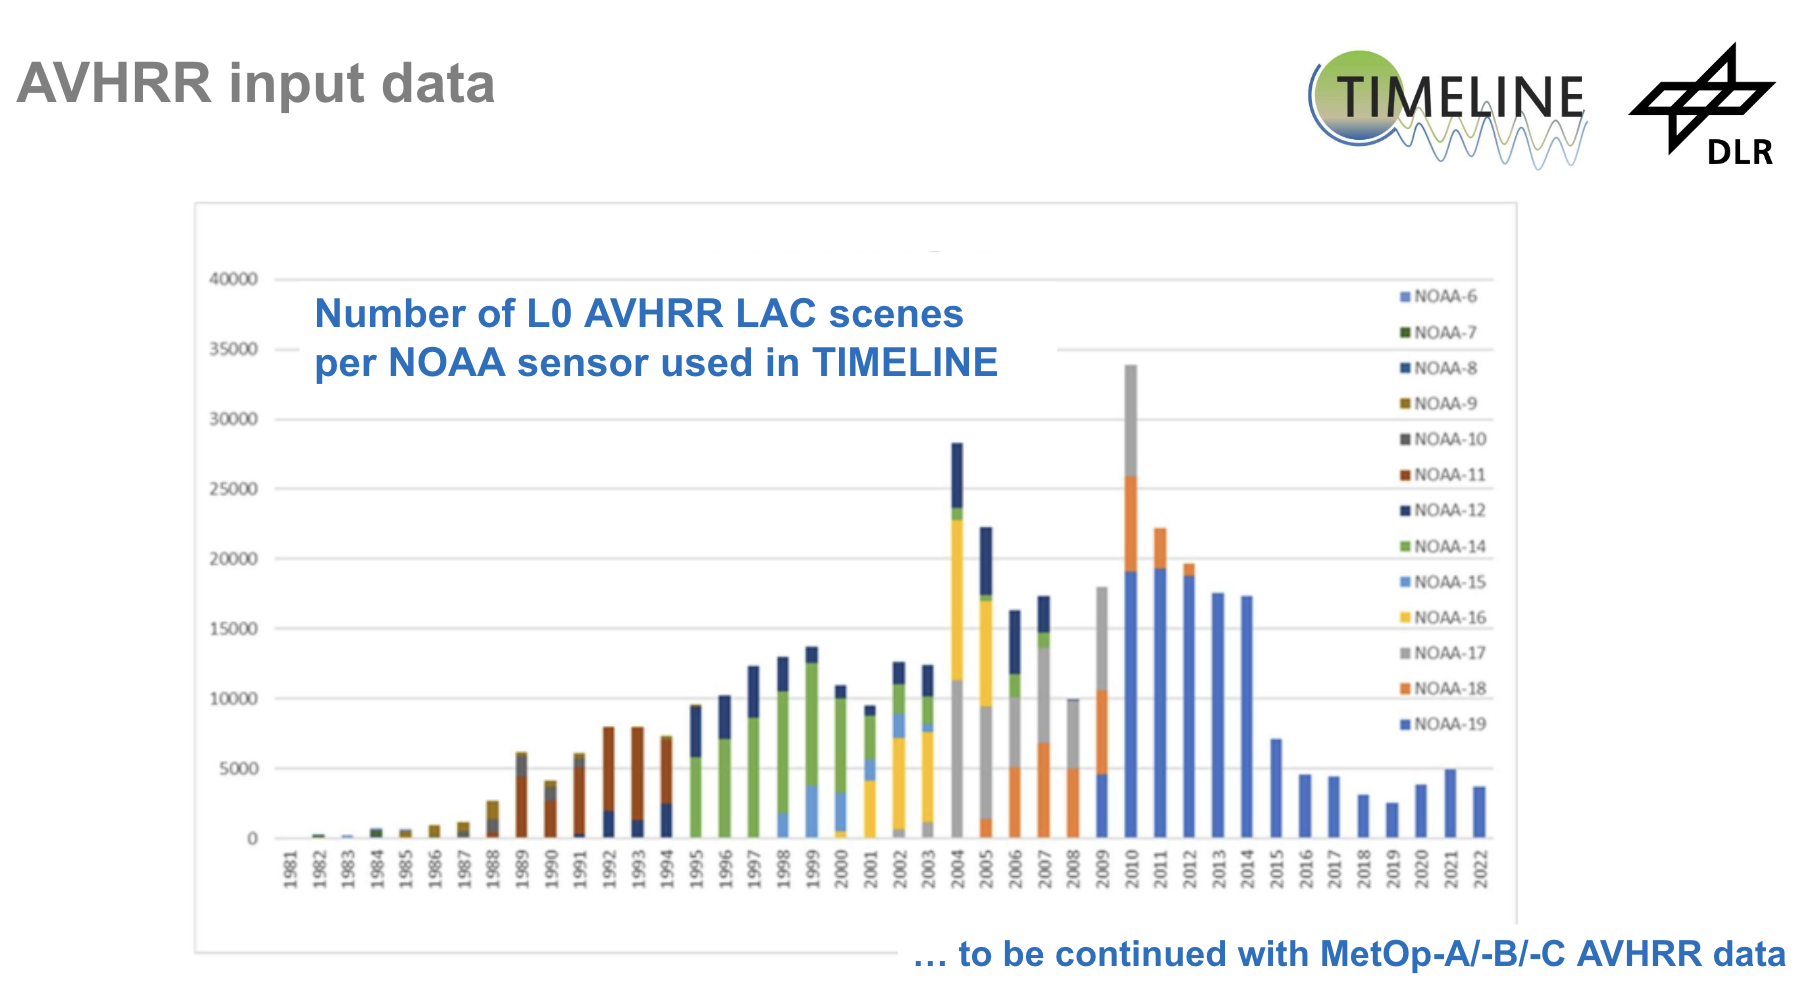 AVHRR input data
TIMELINE
DLR
Number of L0 AVHRR LAC scenes
per NOAA sensor used in TIMELINE
40000
35000
30000
25000
20000
15000
10000
5000
0
NOAA-6
NOAA-7
NOAA-8
NOAA-9
NOAA-10
NOAA-11
NOAA-12
NOAA-14
NOAA-15
NOAA-16
NOAA-17
NOAA-18
NOAA-19
1981 1982 1983 1984 1985 1986 1987 1988 1989 1990 1991 1992 1993 1994 1995 1996 1997 1998 1999 2000 2001 2002 2003 2004 2005 2006 2007 2008 2009 2010 2011 2012 2013 2014 2015 2016 2017 2018 2019 2020 2021 2022
… to be continued with MetOp-A/-B/-C AVHRR data